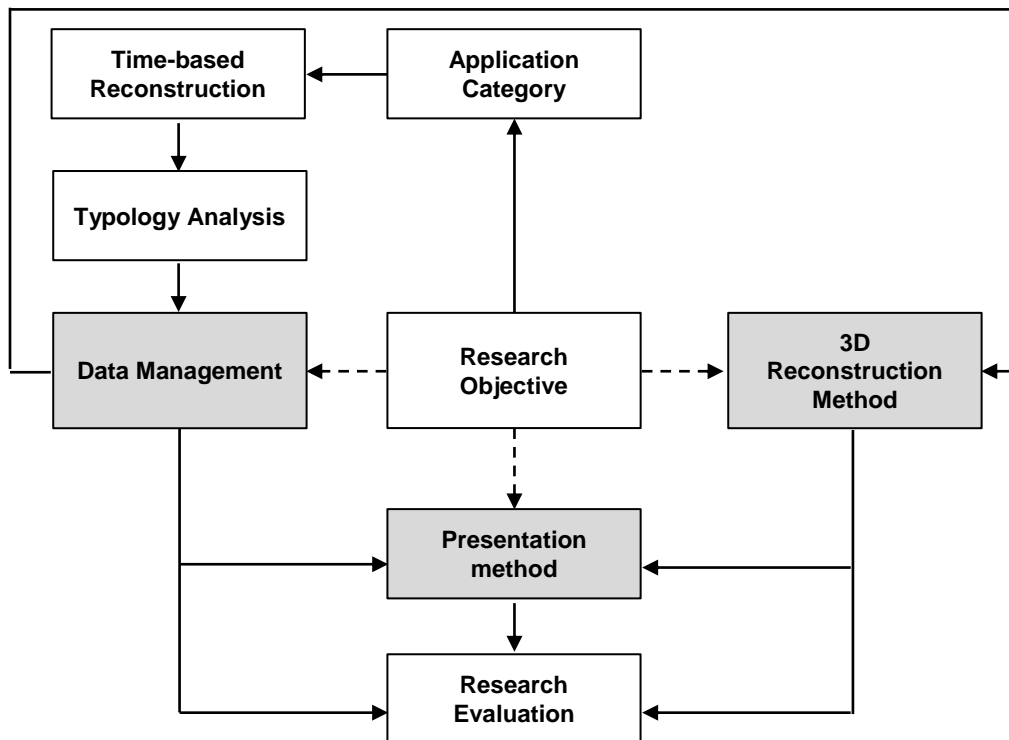 Time-based
Reconstruction
Application
Category
Typology Analysis
Data Management
Research
Objective
3D
Reconstruction
Method
Presentation
method
Research
Evaluation